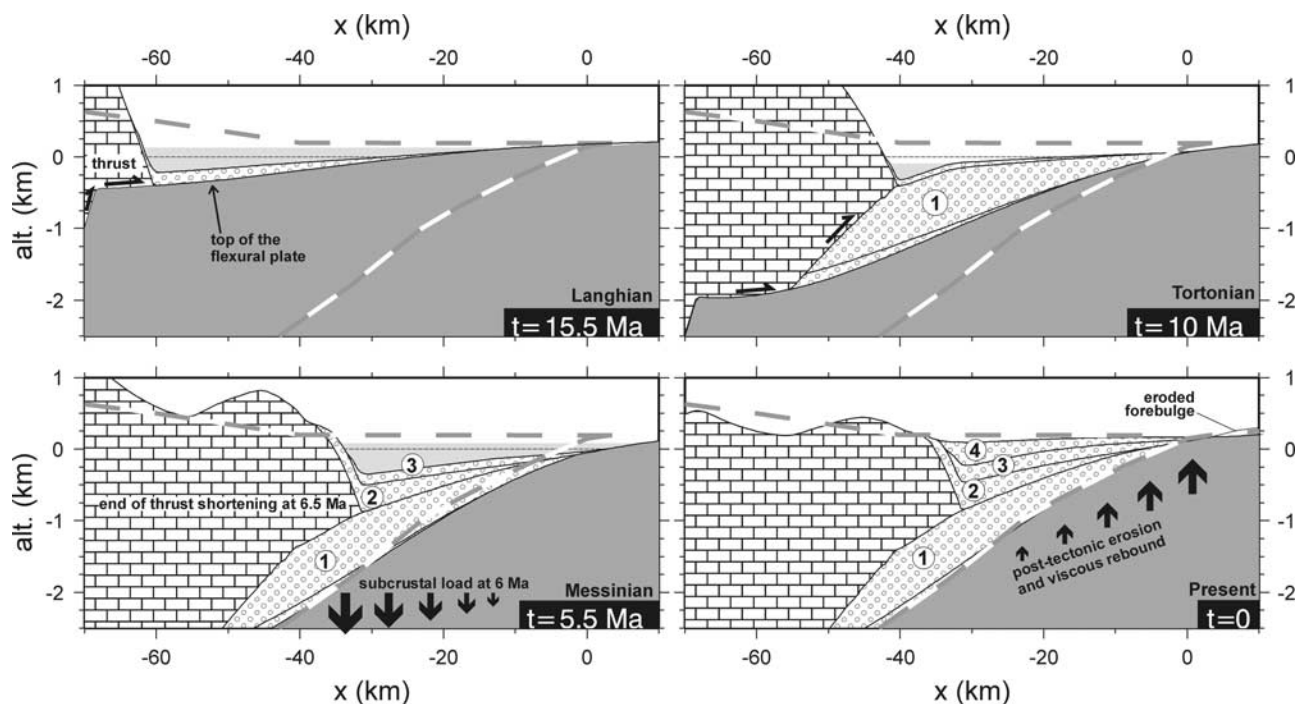 x (km)
x (km)
-60
-40
-20
0
-60
-40
-20
0
alt. (km)
1
0
-1
-2
thrust
top of the
flexural plate
Langhian
t=15.5 Ma
1
Tortonian
t=10 Ma
1
0
-1
-2
alt. (km)
1
0
-1
-2
end of thrust shortening at 6.5 Ma
3
2
1
subcrustal load at 6 Ma
Messinian
t=5.5 Ma
eroded
forebulge
4
3
2
1
post-tectonic erosion
and viscous rebound
Present
t=0
1
0
-1
-2
-60
-40
-20
0
-60
-40
-20
0
x (km)
x (km)